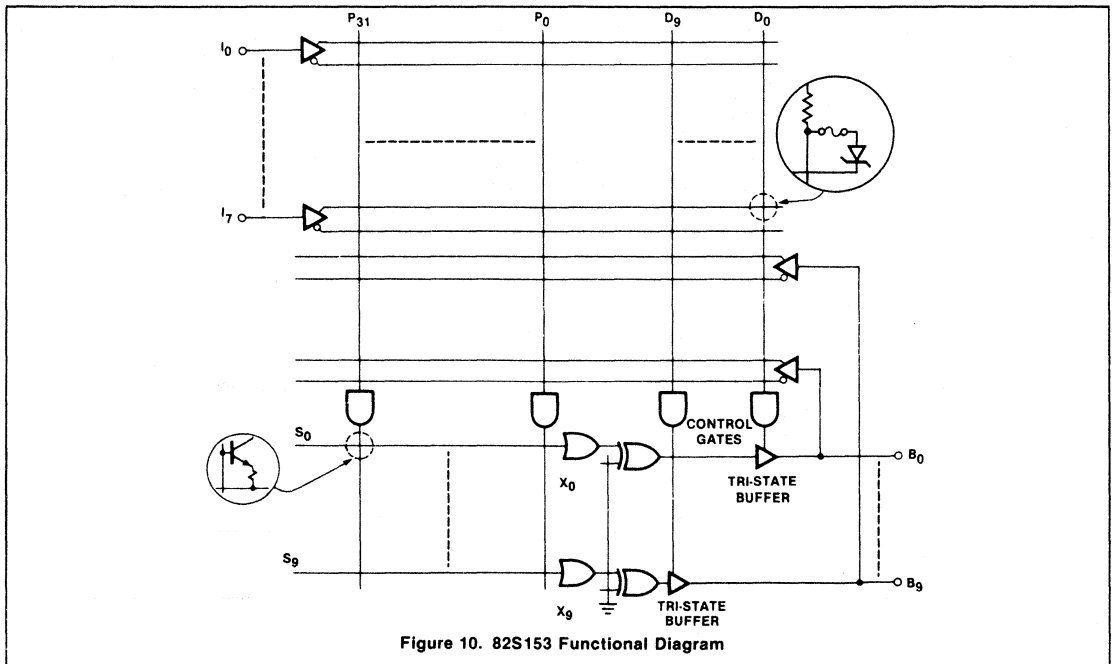 P31 P0 D9 D0
I0
I7
CONTROL
GATES
S0
X0
B0
TRI-STATE
BUFFER
S9
X9
B9
TRI-STATE
BUFFER
Figure 10. 82S153 Functional Diagram